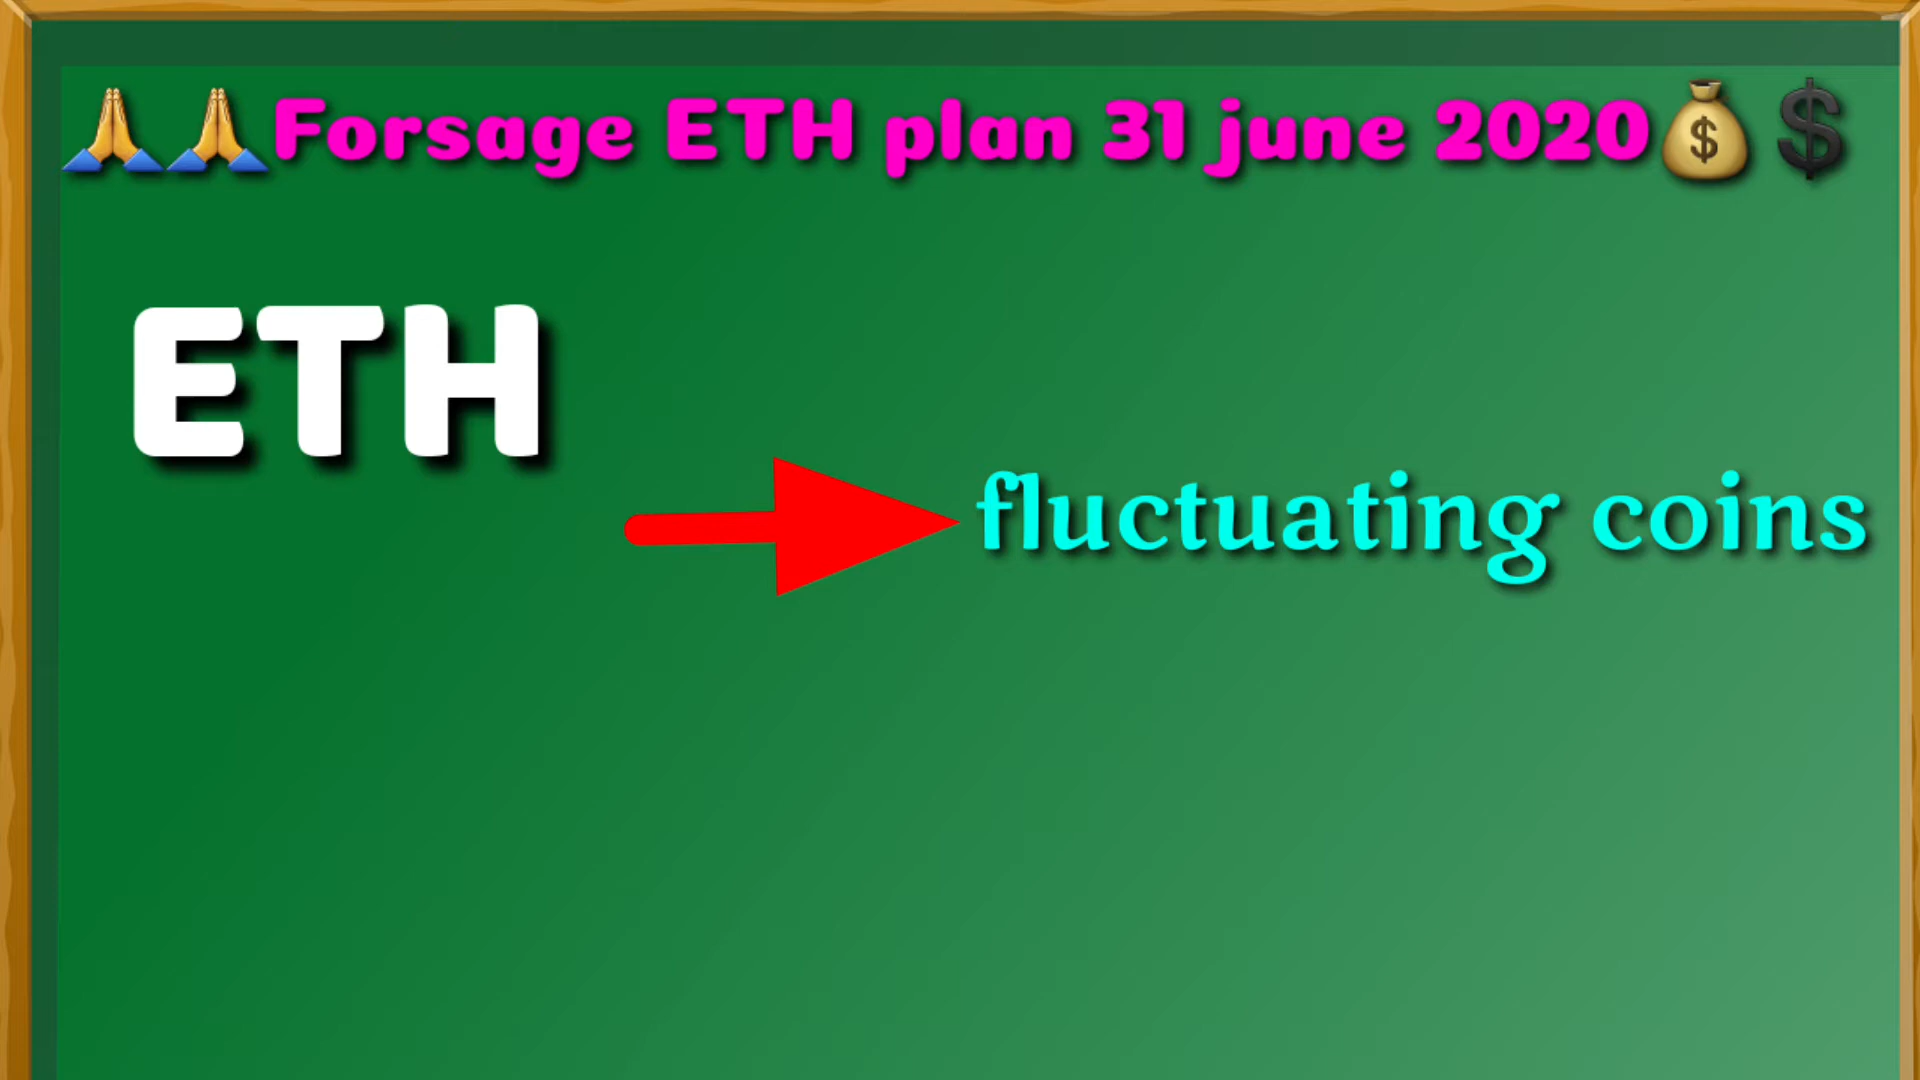 🙏🙏Forsage ETH plan 31 june 2020💰$
ETH
fluctuating coins